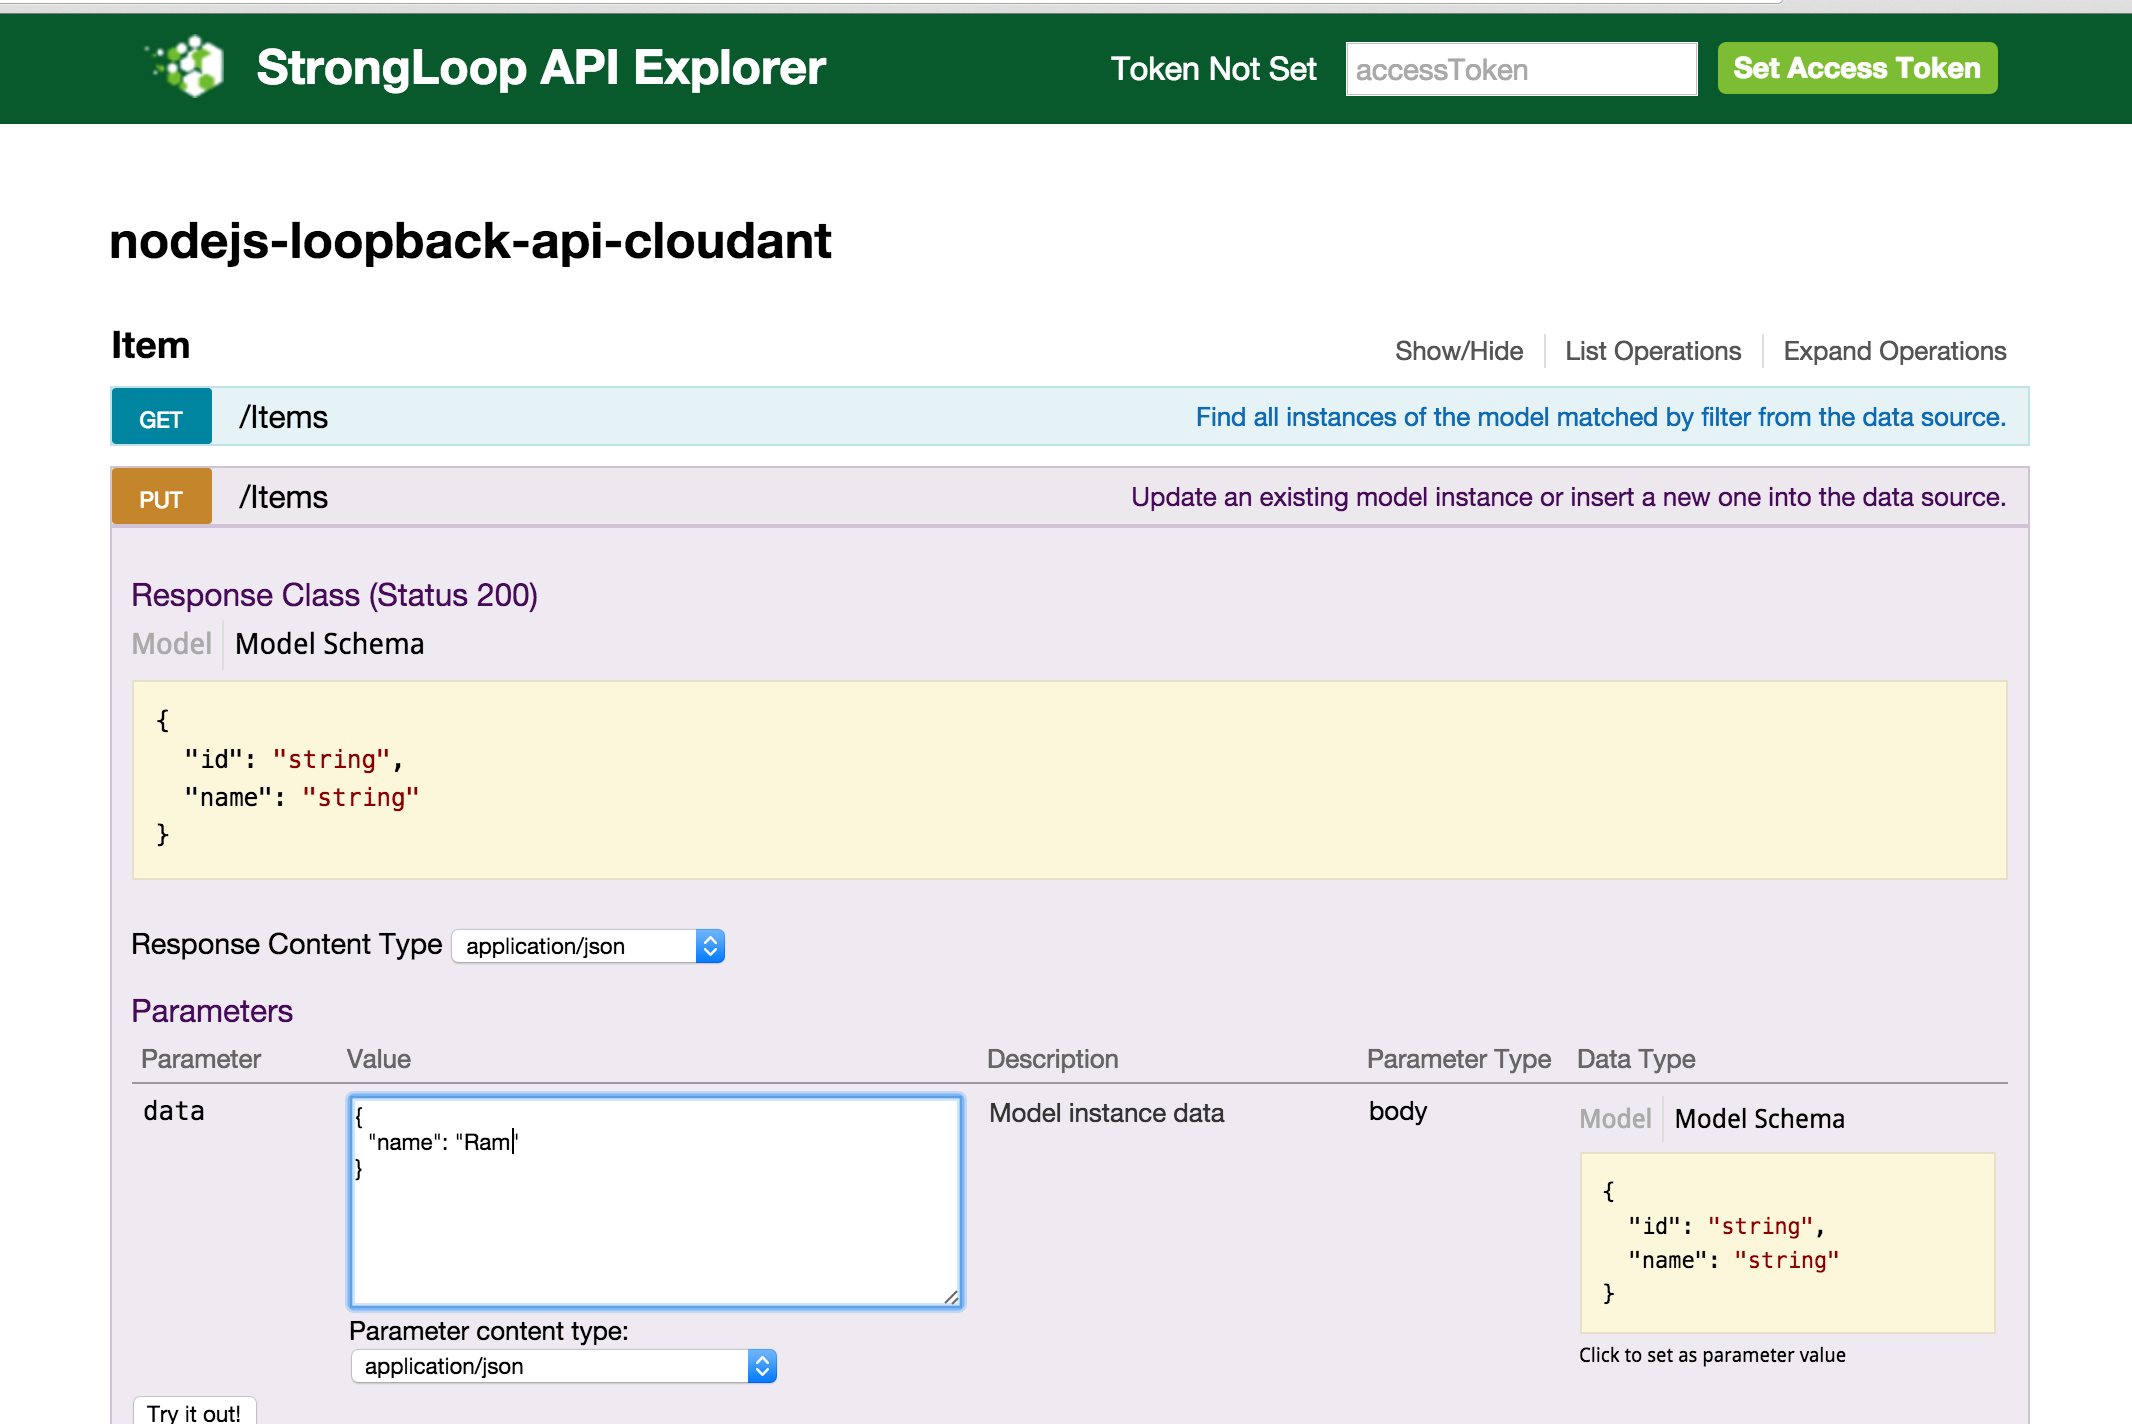 StrongLoop API Explorer Token Not Set accessToken Set Access Token
nodejs-loopback-api-cloudant
Item Show/Hide List Operations Expand Operations
GET /Items Find all instances of the model matched by filter from the data source.
PUT /Items Update an existing model instance or insert a new one into the data source.
Response Class (Status 200)
Model Model Schema
{
"id": "string",
"name": "string"
}
Response Content Type application/json
Parameters
Parameter Value Description Parameter Type Data Type
data
{
"name": "Ram"
}
Model instance data
body
Model Model Schema
{
"id": "string",
"name": "string"
}
Click to set as parameter value
Parameter content type:
application/json
Try it out!